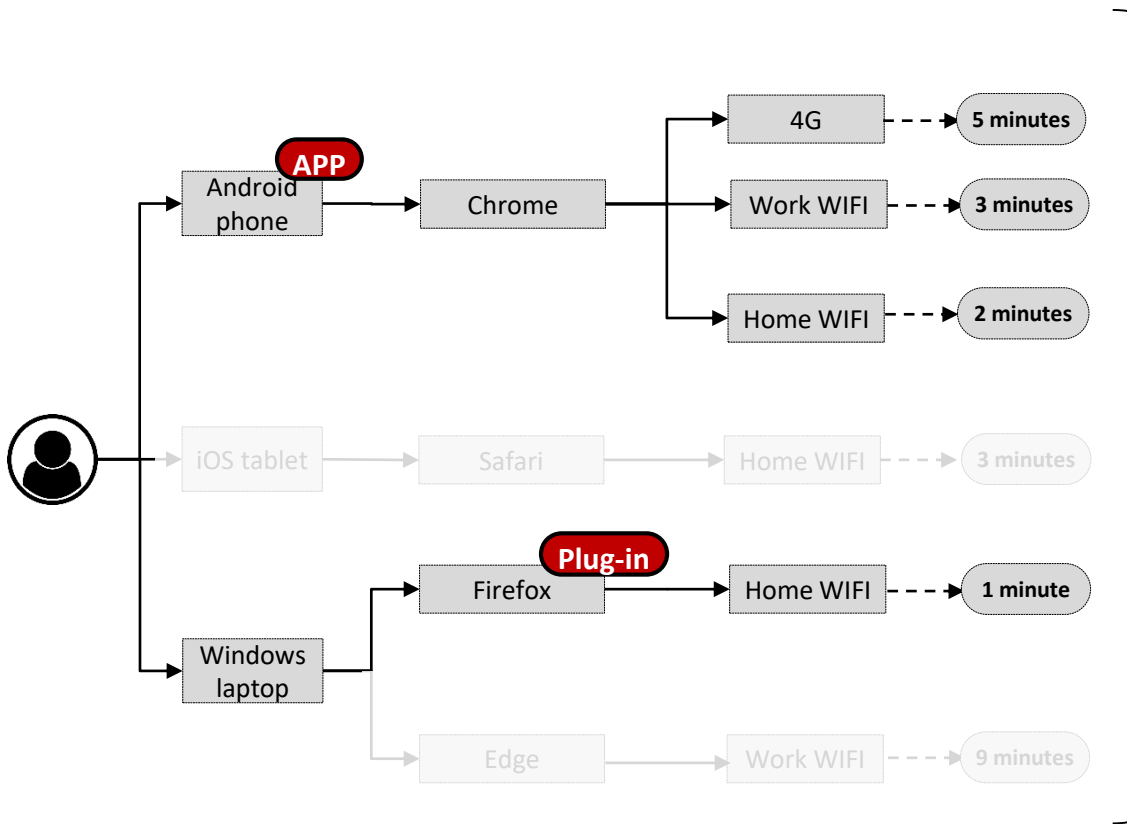 4G
5 minutes
APP
Android
phone
Chrome
Work WIFI
3 minutes
Home WIFI
2 minutes
iOS tablet
Safari
Home WIFI
3 minutes
Plug-in
Firefox
Home WIFI
1 minute
Windows
laptop
Edge
Work WIFI
9 minutes